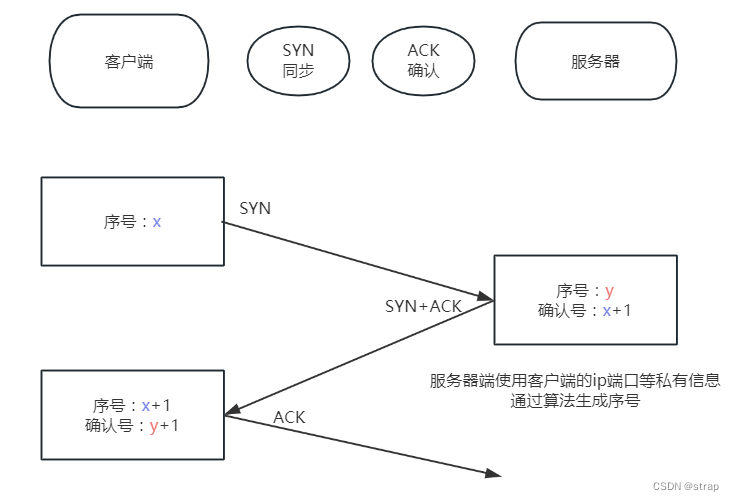 客户端
SYN
同步
ACK
确认
服务器
序号：x
SYN
序号：y
确认号：x+1
SYN+ACK
服务器端使用客户端的ip端口等私有信息
通过算法生成序号
序号：x+1
确认号：y+1
ACK
CSDN @strap